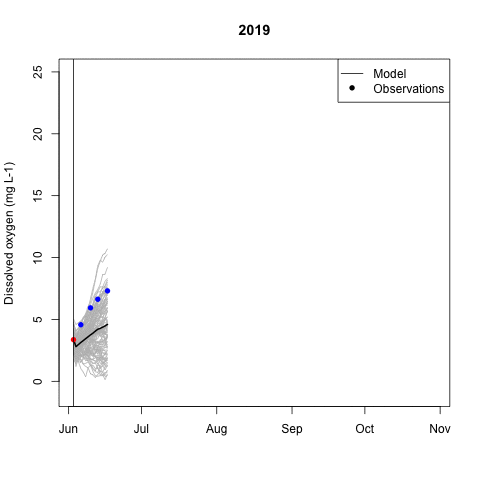 2019
Model
Observations
Dissolved oxygen (mg L-1)
25
20
15
10
5
0
Jun Jul Aug Sep Oct Nov